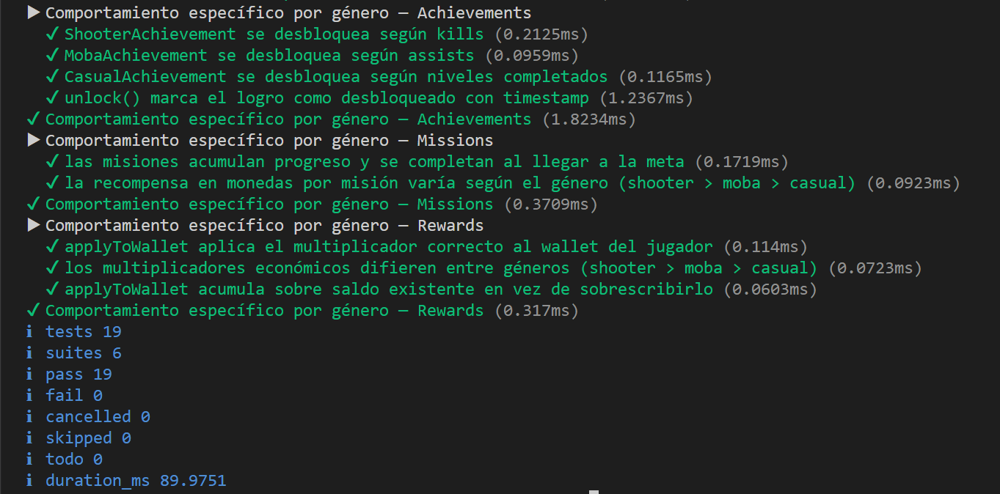 ▶ Comportamiento específico por género — Achievements
✔ ShooterAchievement se desbloquea según kills (0.2125ms)
✔ MobaAchievement se desbloquea según assists (0.0959ms)
✔ CasualAchievement se desbloquea según niveles completados (0.1165ms)
✔ unlock() marca el logro como desbloqueado con timestamp (1.2367ms)
✔ Comportamiento específico por género — Achievements (1.8234ms)
▶ Comportamiento específico por género — Missions
✔ las misiones acumulan progreso y se completan al llegar a la meta (0.1719ms)
✔ la recompensa en monedas por misión varía según el género (shooter > moba > casual) (0.0923ms)
✔ Comportamiento específico por género — Missions (0.3709ms)
▶ Comportamiento específico por género — Rewards
✔ applyToWallet aplica el multiplicador correcto al wallet del jugador (0.114ms)
✔ los multiplicadores económicos difieren entre géneros (shooter > moba > casual) (0.0723ms)
✔ applyToWallet acumula sobre saldo existente en vez de sobrescribirlo (0.0603ms)
✔ Comportamiento específico por género — Rewards (0.317ms)
ℹ tests 19
ℹ suites 6
ℹ pass 19
ℹ fail 0
ℹ cancelled 0
ℹ skipped 0
ℹ todo 0
ℹ duration_ms 89.9751